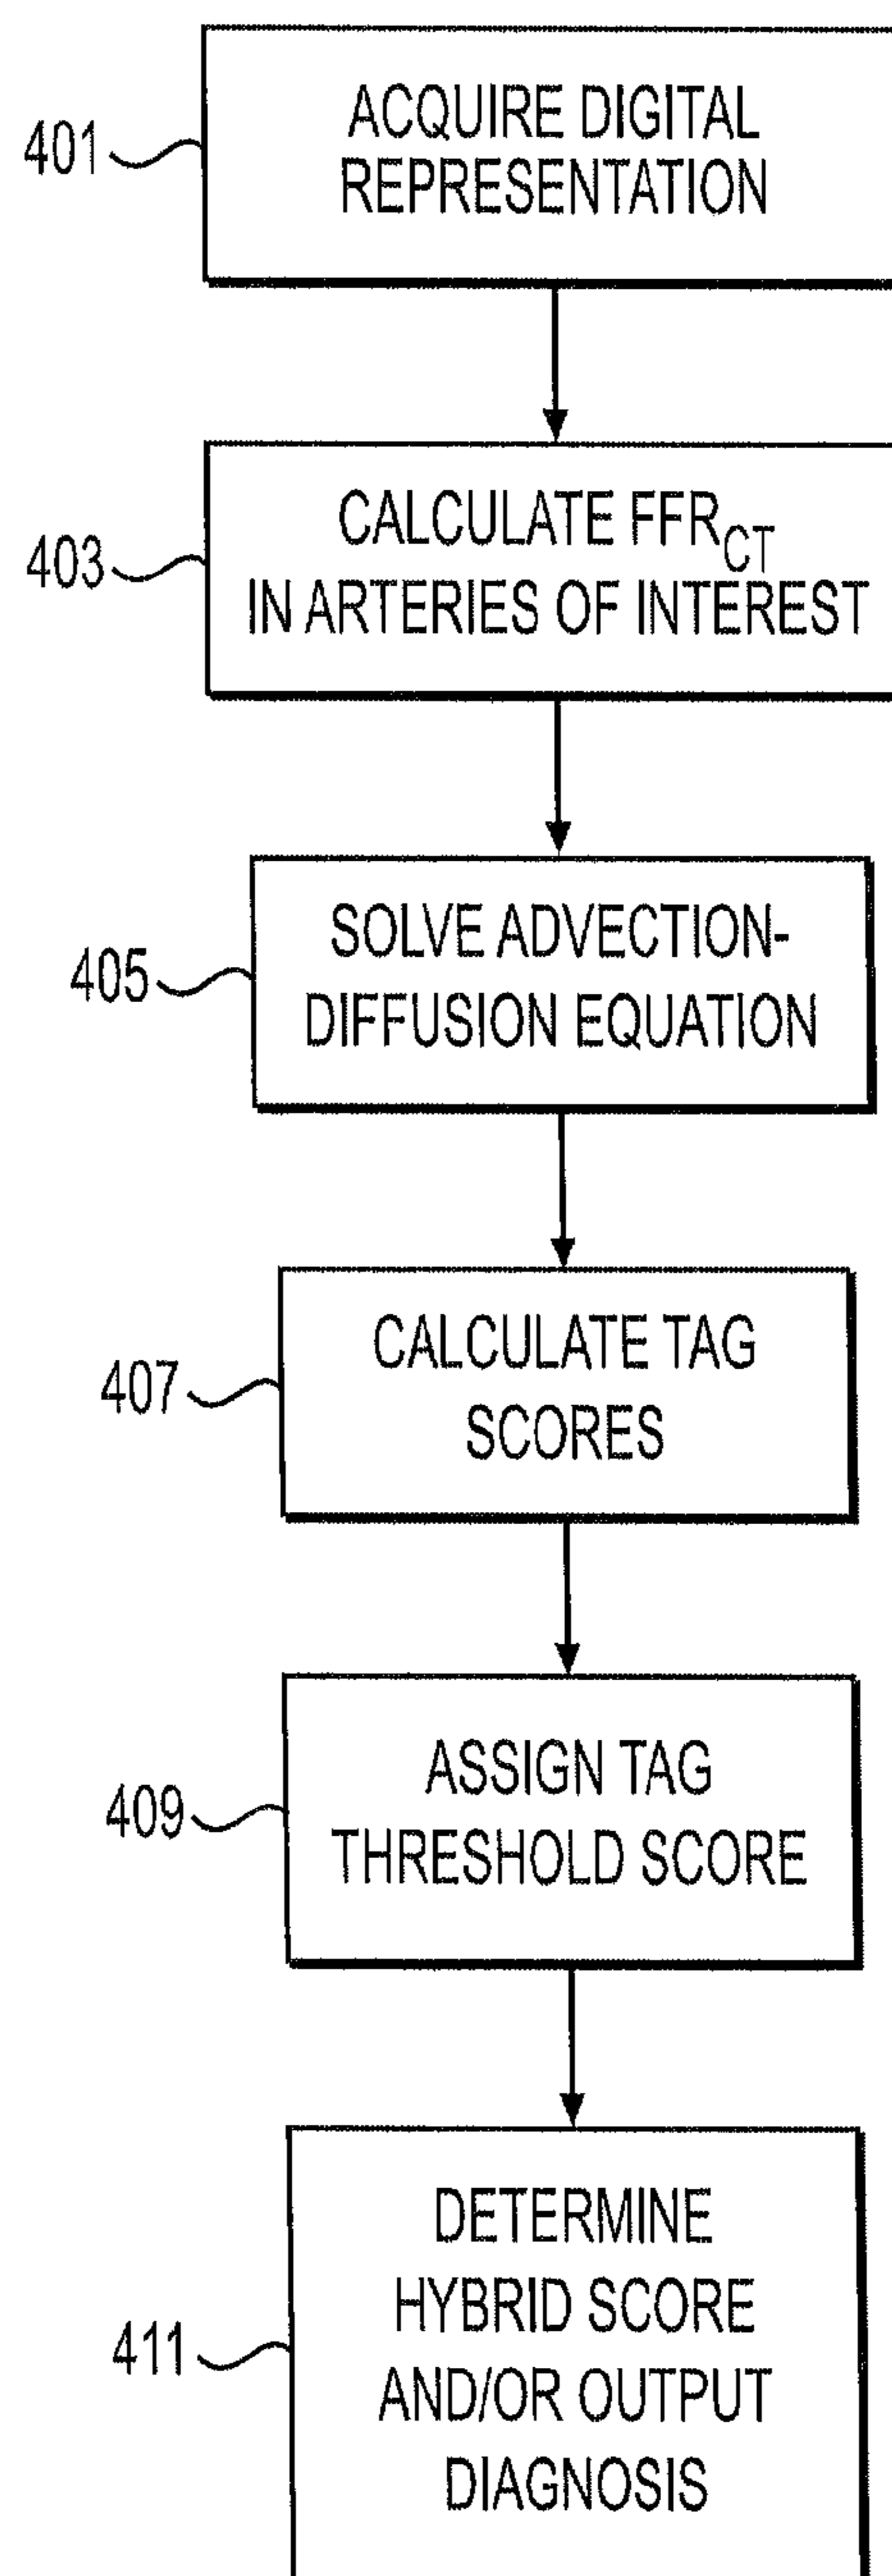 401
ACQUIRE DIGITAL
REPRESENTATION
403
CALCULATE FFRCT
IN ARTERIES OF INTEREST
405
SOLVE ADVECTION-
DIFFUSION EQUATION
407
CALCULATE TAG
SCORES
409
ASSIGN TAG
THRESHOLD SCORE
411
DETERMINE
HYBRID SCORE
AND/OR OUTPUT
DIAGNOSIS